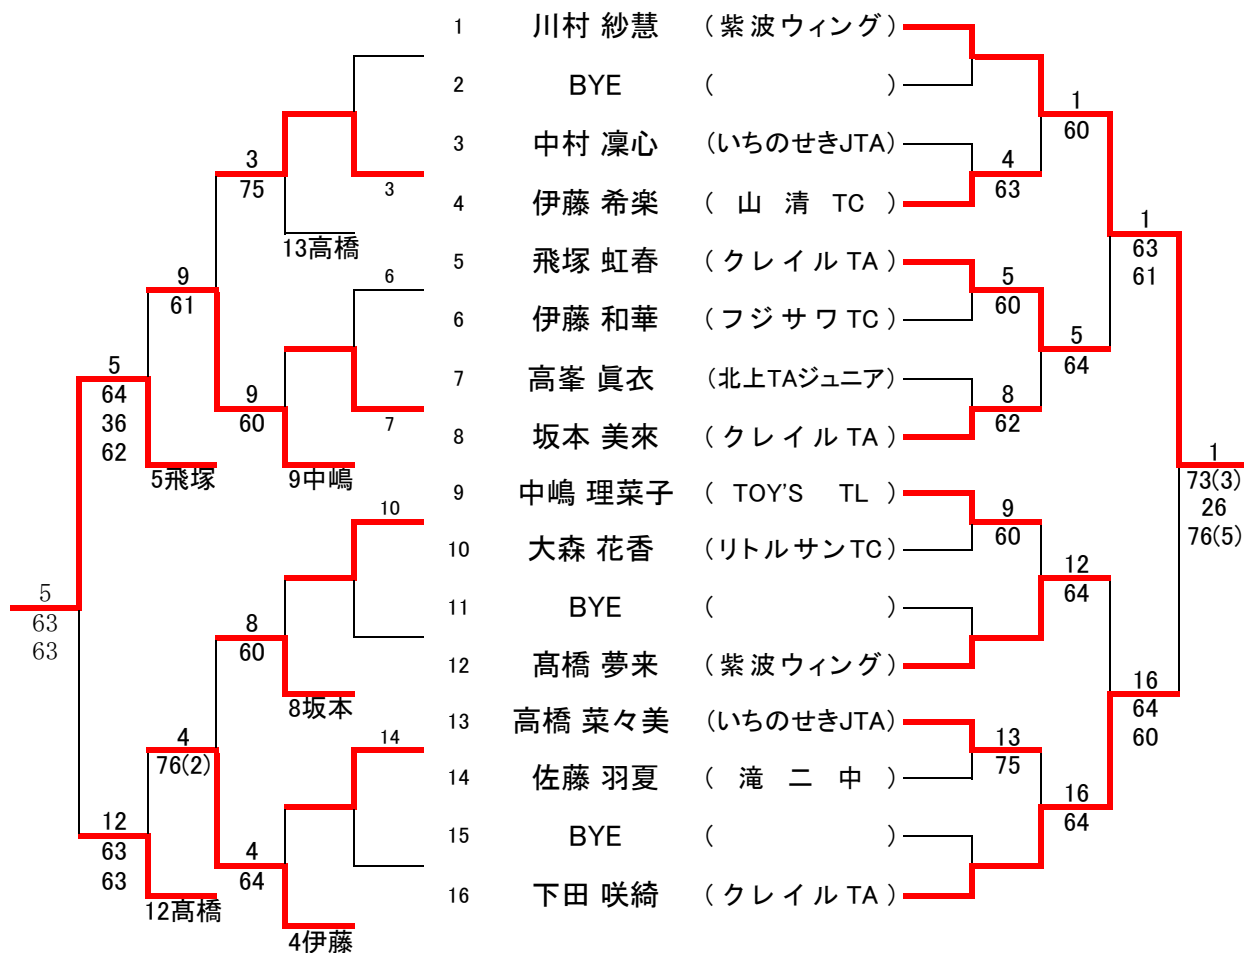 1 川村 紗慧 (紫波ウィング)
2 BYE ( )
3 中村 凜心 (いちのせきJTA)
4 伊藤 希楽 ( 山 清 TC )
5 飛塚 虹春 (クレイルTA)
6 伊藤 和華 (フジサワTC)
7 高峯 眞衣 (北上TAジュニア)
8 坂本 美來 (クレイルTA)
9 中嶋 理菜子 ( TOY'S TL )
10 大森 花香 (リトルサンTC)
11 BYE ( )
12 髙橋 夢来 (紫波ウィング)
13 高橋 菜々美 (いちのせきJTA)
14 佐藤 羽夏 ( 滝 二 中 )
15 BYE ( )
16 下田 咲綺 (クレイルTA)
4
63
5
60
8
62
9
60
13
75
1
60
5
64
12
64
16
64
1
63
61
16
64
60
1
73(3)
26
76(5)
3
6
7
10
14
13高橋
9中嶋
8坂本
4伊藤
3
75
9
60
8
60
4
64
9
61
4
76(2)
5飛塚
12髙橋
5
64
36
62
12
63
63
5
63
63